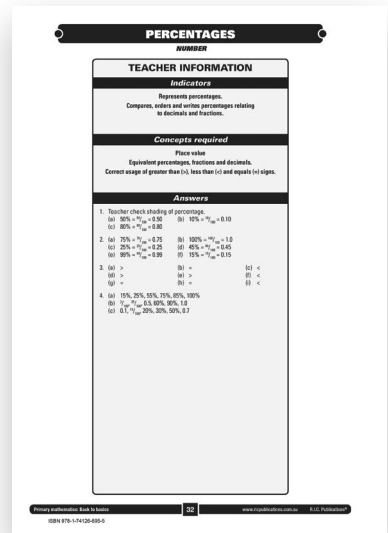 PERCENTAGES
NUMBER
TEACHER INFORMATION
Indicators
Represents percentages.
Compares, orders and writes percentages relating
to decimals and fractions.
Concepts required
Place value
Equivalent percentages, fractions and decimals.
Correct usage of greater than (>), less than (<) and equals (=) signs.
Answers
1. Teacher check shading of percentage.
(a) 50% = 50/100 = 0.50 (b) 10% = 10/100 = 0.10
(c) 80% = 80/100 = 0.80
2. (a) 75% = 75/100 = 0.75 (b) 100% = 100/100 = 1.0
(c) 25% = 25/100 = 0.25 (d) 45% = 45/100 = 0.45
(e) 99% = 99/100 = 0.99 (f) 15% = 15/100 = 0.15
3. (a) > (b) = (c) <
(d) > (e) > (f) <
(g) = (h) = (i) <
4. (a) 15%, 25%, 55%, 75%, 85%, 100%
(b) 0.5, 60%, 90%, 1.0
(c) 0.1, 20%, 30%, 50%, 0.7
Primary mathematics: Back to basics 32 www.ricpublications.com.au R.I.C. Publications®
ISBN 978-1-74126-695-5